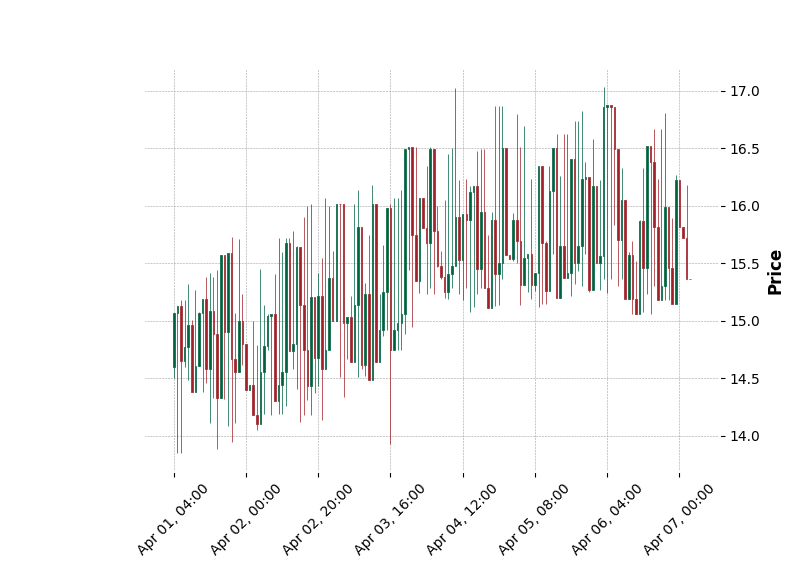 17.0
16.5
16.0
15.5
15.0
14.5
14.0
Price
Apr 01, 04:00
Apr 02, 00:00
Apr 02, 20:00
Apr 03, 16:00
Apr 04, 12:00
Apr 05, 08:00
Apr 06, 04:00
Apr 07, 00:00